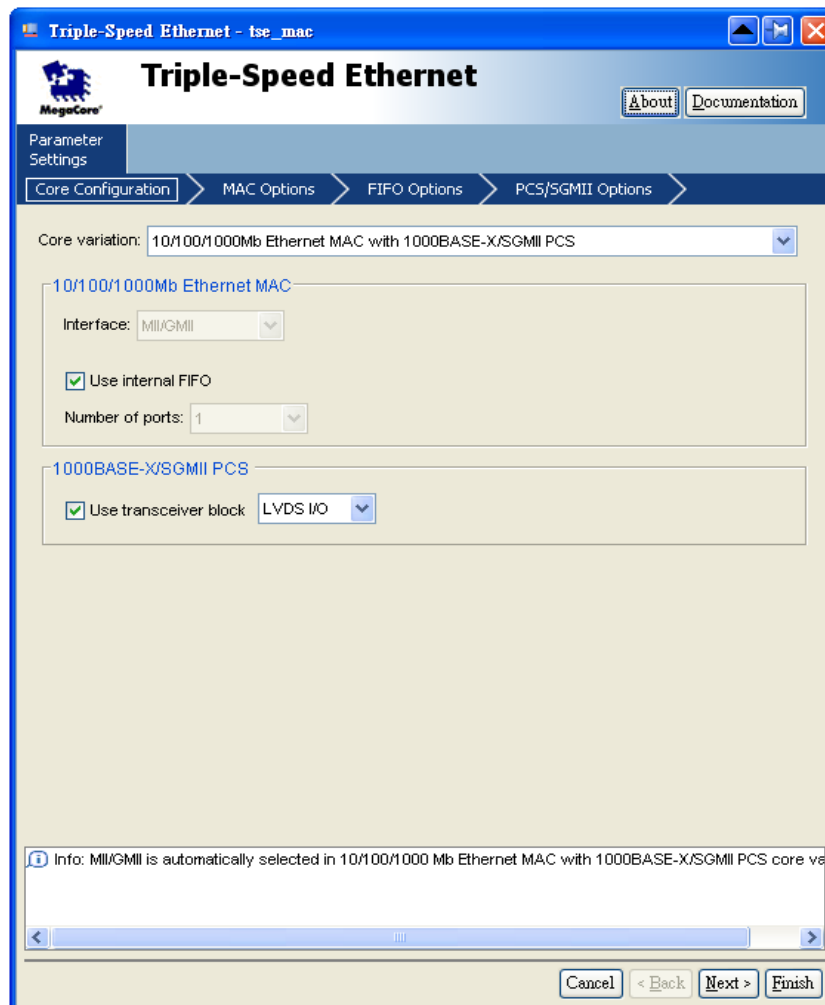 Triple-Speed Ethernet - tse_mac
Triple-Speed Ethernet
MegaCore®
About Documentation
Parameter
Settings
Core Configuration MAC Options FIFO Options PCS/SGMII Options
Core variation: 10/100/1000Mb Ethernet MAC with 1000BASE-X/SGMII PCS
10/100/1000Mb Ethernet MAC
Interface: MII/GMII
Use internal FIFO
Number of ports: 1
1000BASE-X/SGMII PCS
Use transceiver block LVDS I/O
Info: MII/GMII is automatically selected in 10/100/1000 Mb Ethernet MAC with 1000BASE-X/SGMII PCS core va
Cancel < Back Next > Finish